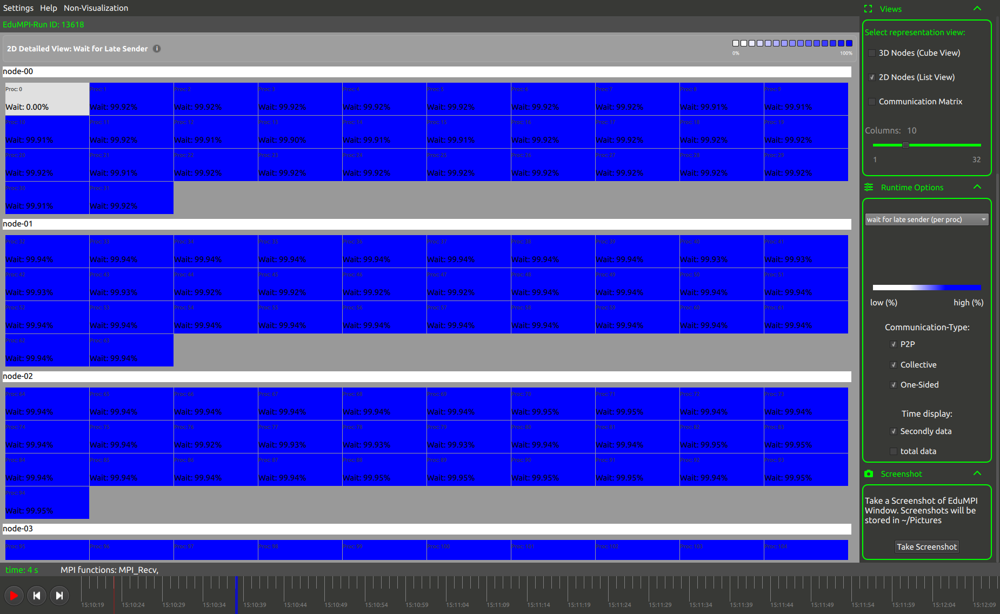 Settings Help Non-Visualization
EduMPI-Run ID: 13618
2D Detailed View: Wait for Late Sender i
0% 100%
node-00
Proc: 0 Proc: 1 Proc: 2 Proc: 3 Proc: 4 Proc: 5 Proc: 6 Proc: 7 Proc: 8 Proc: 9
Wait: 0.00% Wait: 99.92% Wait: 99.92% Wait: 99.92% Wait: 99.92% Wait: 99.92% Wait: 99.92% Wait: 99.92% Wait: 99.91% Wait: 99.91%
Proc: 10 Proc: 11 Proc: 12 Proc: 13 Proc: 14 Proc: 15 Proc: 16 Proc: 17 Proc: 18 Proc: 19
Wait: 99.91% Wait: 99.92% Wait: 99.91% Wait: 99.90% Wait: 99.91% Wait: 99.91% Wait: 99.92% Wait: 99.92% Wait: 99.92% Wait: 99.92%
Proc: 20 Proc: 21 Proc: 22 Proc: 23 Proc: 24 Proc: 25 Proc: 26 Proc: 27 Proc: 28 Proc: 29
Wait: 99.92% Wait: 99.91% Wait: 99.92% Wait: 99.92% Wait: 99.92% Wait: 99.92% Wait: 99.92% Wait: 99.92% Wait: 99.92% Wait: 99.92%
Proc: 30 Proc: 31
Wait: 99.91% Wait: 99.92%
node-01
Proc: 32 Proc: 33 Proc: 34 Proc: 35 Proc: 36 Proc: 37 Proc: 38 Proc: 39 Proc: 40 Proc: 41
Wait: 99.94% Wait: 99.94% Wait: 99.94% Wait: 99.94% Wait: 99.94% Wait: 99.94% Wait: 99.94% Wait: 99.94% Wait: 99.93% Wait: 99.93%
Proc: 42 Proc: 43 Proc: 44 Proc: 45 Proc: 46 Proc: 47 Proc: 48 Proc: 49 Proc: 50 Proc: 51
Wait: 99.93% Wait: 99.93% Wait: 99.92% Wait: 99.92% Wait: 99.92% Wait: 99.92% Wait: 99.94% Wait: 99.94% Wait: 99.94% Wait: 99.94%
Proc: 52 Proc: 53 Proc: 54 Proc: 55 Proc: 56 Proc: 57 Proc: 58 Proc: 59 Proc: 60 Proc: 61
Wait: 99.94% Wait: 99.94% Wait: 99.94% Wait: 99.94% Wait: 99.94% Wait: 99.94% Wait: 99.94% Wait: 99.94% Wait: 99.94% Wait: 99.94%
Proc: 62 Proc: 63
Wait: 99.94% Wait: 99.94%
node-02
Proc: 64 Proc: 65 Proc: 66 Proc: 67 Proc: 68 Proc: 69 Proc: 70 Proc: 71 Proc: 72 Proc: 73
Wait: 99.94% Wait: 99.94% Wait: 99.94% Wait: 99.94% Wait: 99.94% Wait: 99.94% Wait: 99.95% Wait: 99.95% Wait: 99.94% Wait: 99.94%
Proc: 74 Proc: 75 Proc: 76 Proc: 77 Proc: 78 Proc: 79 Proc: 80 Proc: 81 Proc: 82 Proc: 83
Wait: 99.94% Wait: 99.94% Wait: 99.92% Wait: 99.93% Wait: 99.93% Wait: 99.93% Wait: 99.94% Wait: 99.94% Wait: 99.95% Wait: 99.95%
Proc: 84 Proc: 85 Proc: 86 Proc: 87 Proc: 88 Proc: 89 Proc: 90 Proc: 91 Proc: 92 Proc: 93
Wait: 99.94% Wait: 99.94% Wait: 99.94% Wait: 99.94% Wait: 99.95% Wait: 99.95% Wait: 99.95% Wait: 99.95% Wait: 99.95% Wait: 99.95%
Proc: 94
Wait: 99.95%
node-03
Proc: 95 Proc: 96 Proc: 97 Proc: 98 Proc: 99 Proc: 100 Proc: 101 Proc: 102 Proc: 103 Proc: 104
time: 4 s MPI functions: MPI_Recv,
15:10:19 15:10:24 15:10:29 15:10:34 15:10:39 15:10:44 15:10:49 15:10:54 15:10:59 15:11:04 15:11:09 15:11:14 15:11:19 15:11:24 15:11:29 15:11:34 15:11:39 15:11:44 15:11:49 15:11:54 15:11:59 15:12:04 15:12:09
Views
Select representation view:
3D Nodes (Cube View)
2D Nodes (List View)
Communication Matrix
Columns: 10
1 32
Runtime Options
wait for late sender (per proc)
low (%) high (%)
Communication-Type:
P2P
Collective
One-Sided
Time display:
Secondly data
total data
Screenshot
Take a Screenshot of EduMPI
Window. Screenshots will be
stored in ~/Pictures
Take Screenshot